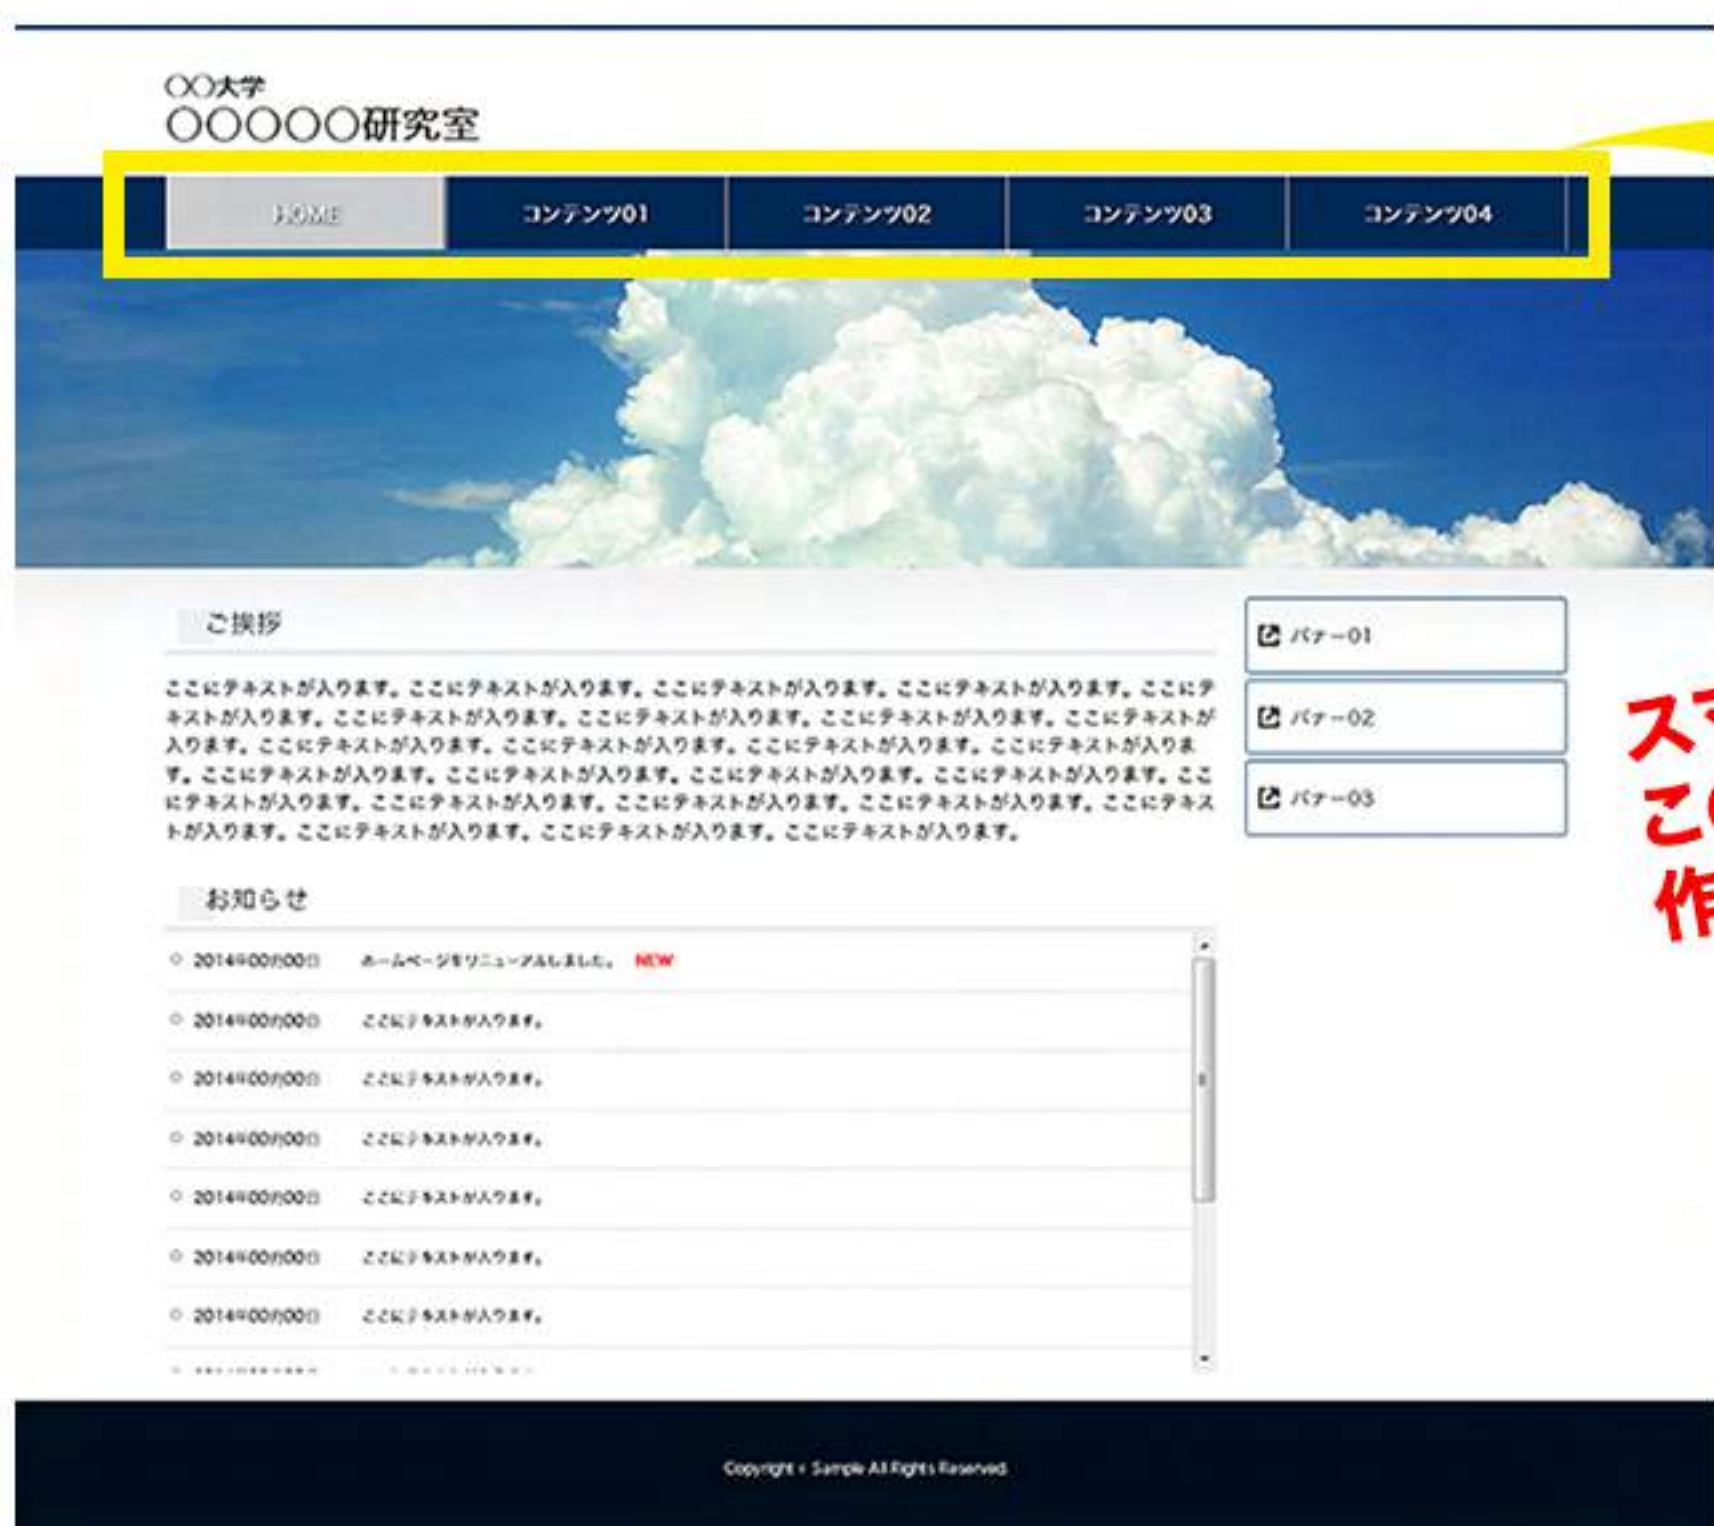 ○○大学
○○○○○研究室
HOME
コンテンツ01
コンテンツ02
コンテンツ03
コンテンツ04
ご挨拶
ここにテキストが入ります。ここにテキストが入ります。ここにテキストが入ります。ここにテキストが入ります。ここにテ
キストが入ります。ここにテキストが入ります。ここにテキストが入ります。ここにテキストが入ります。ここにテキストが
入ります。ここにテキストが入ります。ここにテキストが入ります。ここにテキストが入ります。ここにテキストが入りま
す。ここにテキストが入ります。ここにテキストが入ります。ここにテキストが入ります。ここにテキストが入ります。ここ
にテキストが入ります。ここにテキストが入ります。ここにテキストが入ります。ここにテキストが入ります。ここにテキス
トが入ります。ここにテキストが入ります。ここにテキストが入ります。ここにテキストが入ります。
バナー01
バナー02
バナー03
スマ
この
作
お知らせ
2014年00月00日 ホームページをリニューアルしました。 NEW
2014年00月00日 ここにテキストが入ります。
2014年00月00日 ここにテキストが入ります。
2014年00月00日 ここにテキストが入ります。
2014年00月00日 ここにテキストが入ります。
2014年00月00日 ここにテキストが入ります。
2014年00月00日 ここにテキストが入ります。
Copyright © Sample All Rights Reserved.